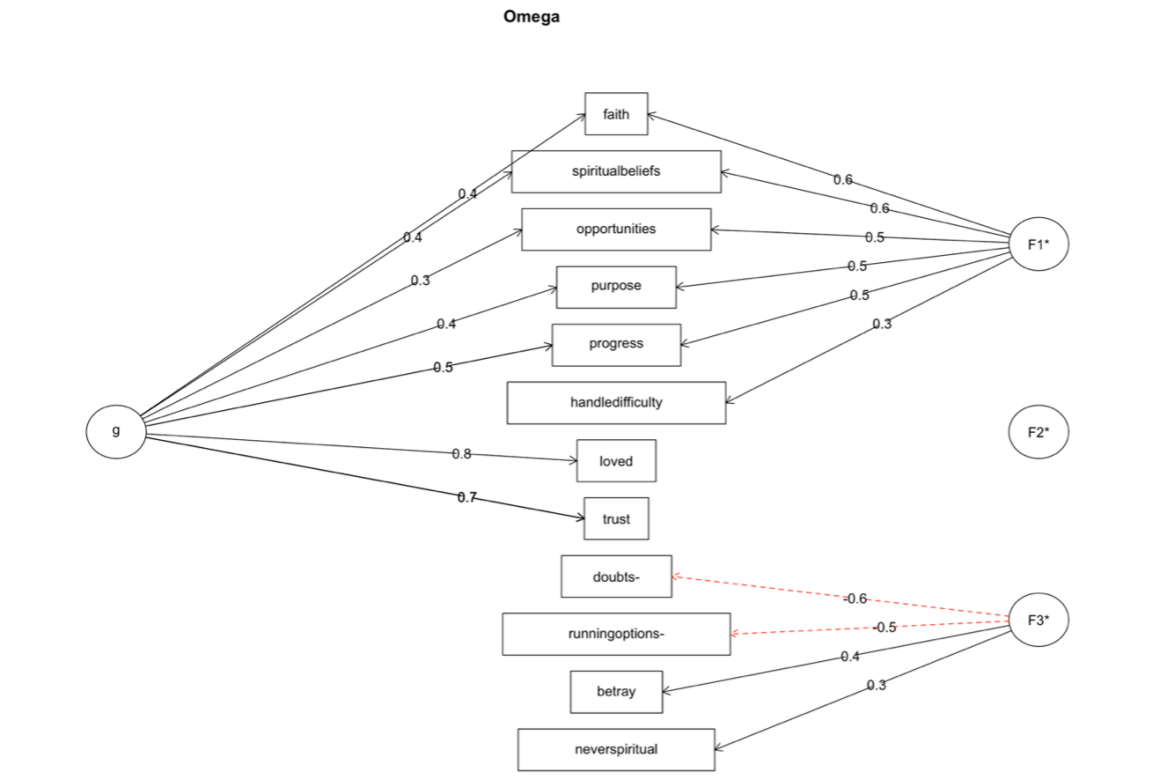 Omega
faith
spiritualbeliefs
opportunities
purpose
progress
handledifficulty
loved
trust
doubts-
runningoptions-
betray
neverspiritual
g
0.4
0.4
0.3
0.4
0.5
0.8
0.7
F1*
0.6
0.6
0.5
0.5
0.5
0.3
F2*
F3*
-0.6
-0.5
0.4
0.3